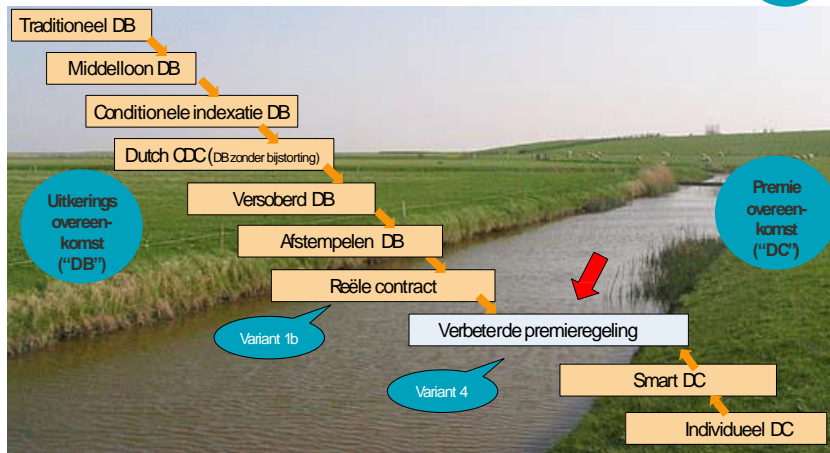 Traditioneel DB
Middelloon DB
Conditionele indexatie DB
Dutch CDC (DB zonder bijstorting)
Versoberd DB
Uitkerings
overeen-
komst
("DB")
Premie
overeen-
komst
("DC")
Afstempelen DB
Reële contract
Variant 1b
Verbeterde premieregeling
Variant 4
Smart DC
Individueel DC